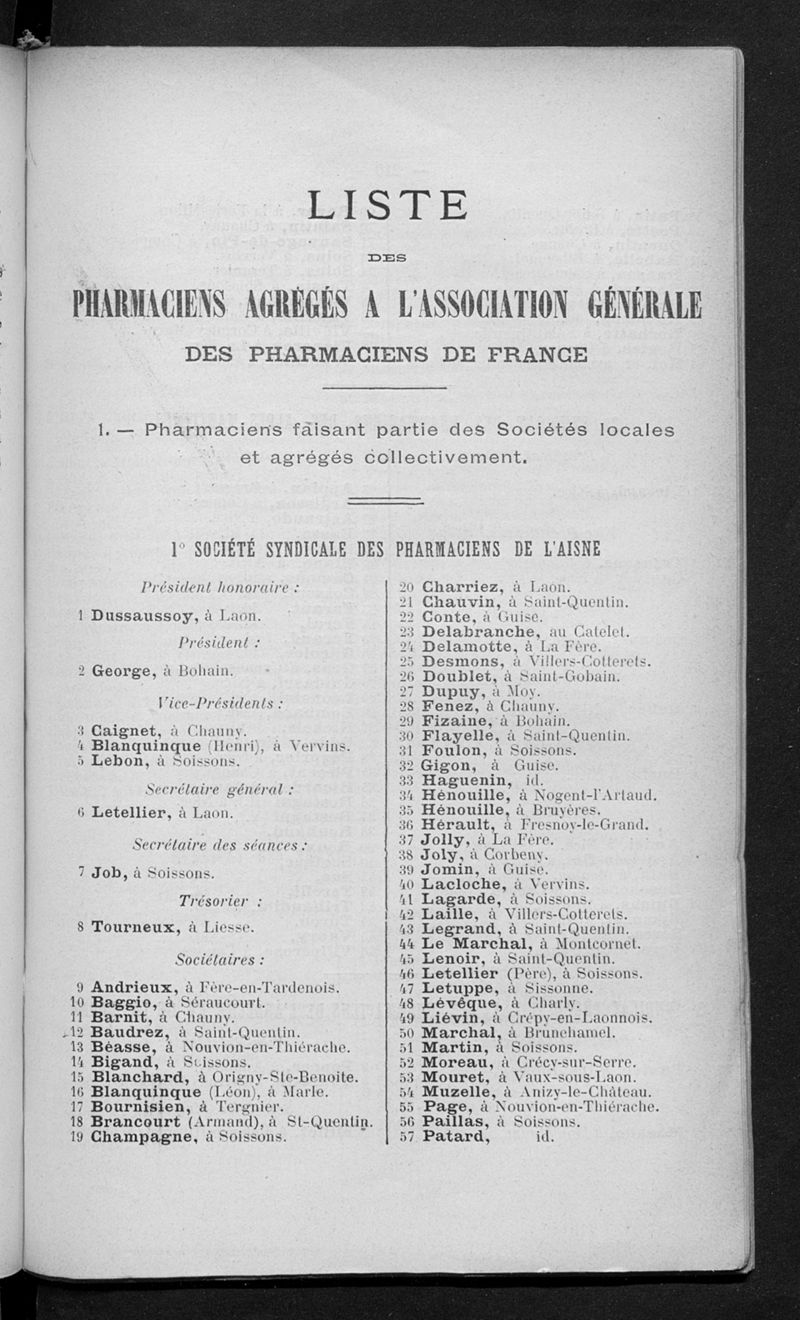 LISTE
DES
PHARMACIENS AGRÉGÉS A L'ASSOCIATION GÉNÉRALE
DES PHARMACIENS DE FRANCE
1. — Pharmaciens faisant partie des Sociétés locales
et agrégés collectivement.
1° SOCIÉTÉ SYNDICALE DES PHARMACIENS DE L'AISNE
Président honoraire :
1 Dussaussoy, à Laon.
Président :
2 George, à Bohain.
Vice-Présidents :
3 Caignet, à Chauny.
4 Blanquinque (Henri), à Vervins.
5 Lebon, à Soissons.
Secrétaire général :
6 Letellier, à Laon.
Secrétaire des séances :
7 Job, à Soissons.
Trésorier :
8 Tourneux, à Liesse.
Sociétaires :
9 Andrieux, à Fère-en-Tardenois.
10 Baggio, à Séraucourt.
11 Barnit, à Chauny.
12 Baudrez, à Saint-Quentin.
13 Béasse, à Nouvion-en-Thiérache.
14 Bigand, à Soissons.
15 Blanchard, à Origny-Ste-Benoite.
16 Blanquinque (Léon), à Marle.
17 Bournisien, à Tergnier.
18 Brancourt (Armand), à St-Quentin.
19 Champagne, à Soissons.
20 Charriez, à Laon.
21 Chauvin, à Saint-Quentin.
22 Conte, à Guise.
23 Delabranche, au Catelet.
24 Delamotte, à La Fère.
25 Desmons, à Villers-Cotterets.
26 Doublet, à Saint-Gobain.
27 Dupuy, à Moy.
28 Fenez, à Chauny.
29 Fizaine, à Bohain.
30 Flayelle, à Saint-Quentin.
31 Foulon, à Soissons.
32 Gigon, à Guise.
33 Haguenin, id.
34 Hénouille, à Nogent-l'Artaud.
35 Hénouille, à Bruyères.
36 Hérault, à Fresnoy-le-Grand.
37 Jolly, à La Fère.
38 Joly, à Corbeny.
39 Jomin, à Guise.
40 Lacloche, à Vervins.
41 Lagarde, à Soissons.
42 Laille, à Villers-Cotterets.
43 Legrand, à Saint-Quentin.
44 Le Marchal, à Montcornet.
45 Lenoir, à Saint-Quentin.
46 Letellier (Père), à Soissons.
47 Letuppe, à Sissonne.
48 Lévêque, à Charly.
49 Liévin, à Crépy-en-Laonnois.
50 Marchal, à Brunehamel.
51 Martin, à Soissons.
52 Moreau, à Crécy-sur-Serre.
53 Mouret, à Vaux-sous-Laon.
54 Muzelle, à Anizy-le-Château.
55 Page, à Nouvion-en-Thiérache.
56 Paillas, à Soissons.
57 Patard, id.